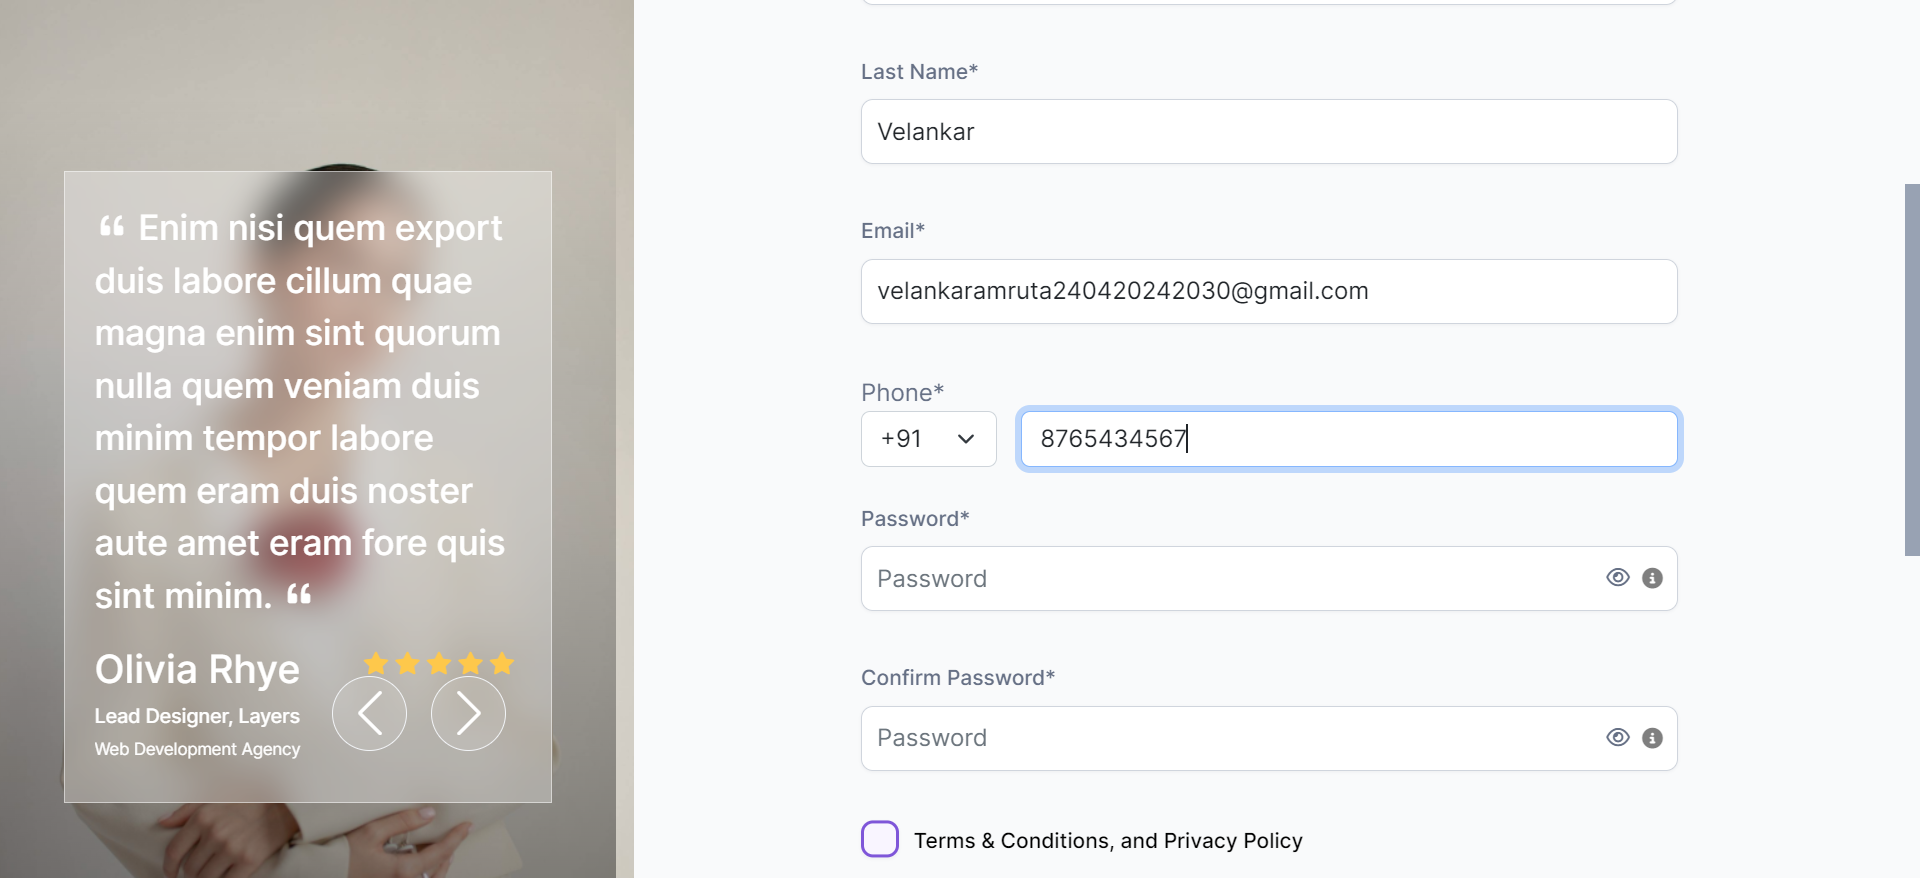 “ Enim nisi quem export
duis labore cillum quae
magna enim sint quorum
nulla quem veniam duis
minim tempor labore
quem eram duis noster
aute amet eram fore quis
sint minim. “
Olivia Rhye
Lead Designer, Layers
Web Development Agency
Last Name*
Velankar
Email*
velankaramruta240420242030@gmail.com
Phone*
+91 8765434567
Password*
Password
Confirm Password*
Password
Terms & Conditions, and Privacy Policy